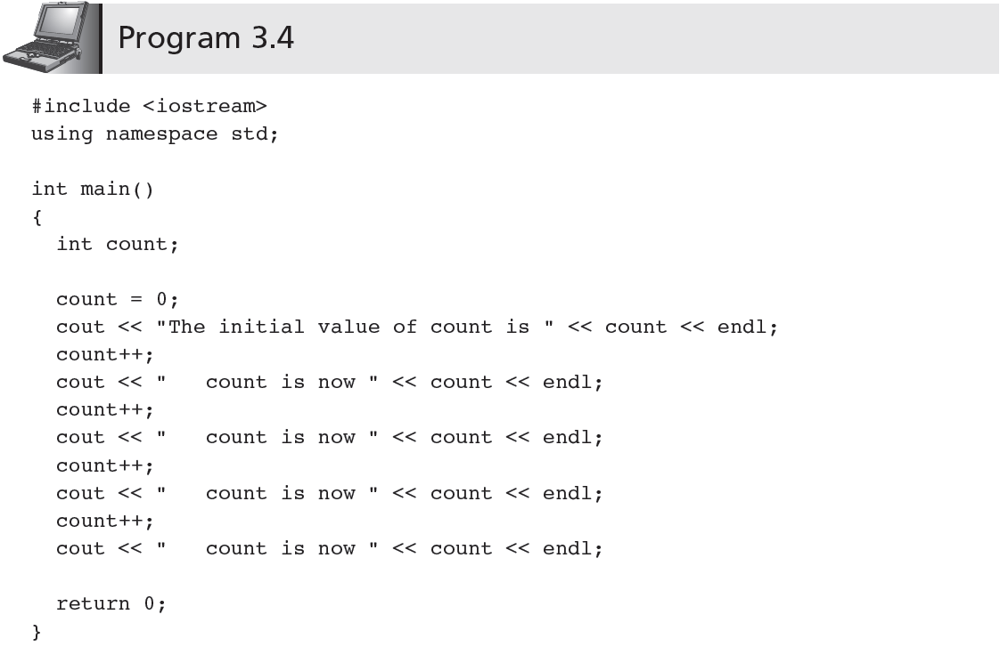 Program 3.4
#include <iostream>
using namespace std;
int main()
{
  int count;
  count = 0;
  cout << "The initial value of count is " << count << endl;
  count++;
  cout << "   count is now " << count << endl;
  count++;
  cout << "   count is now " << count << endl;
  count++;
  cout << "   count is now " << count << endl;
  count++;
  cout << "   count is now " << count << endl;
  return 0;
}